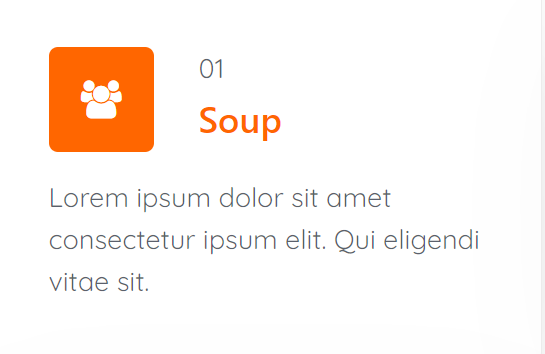 01
Soup
Lorem ipsum dolor sit amet
consectetur ipsum elit. Qui eligendi
vitae sit.